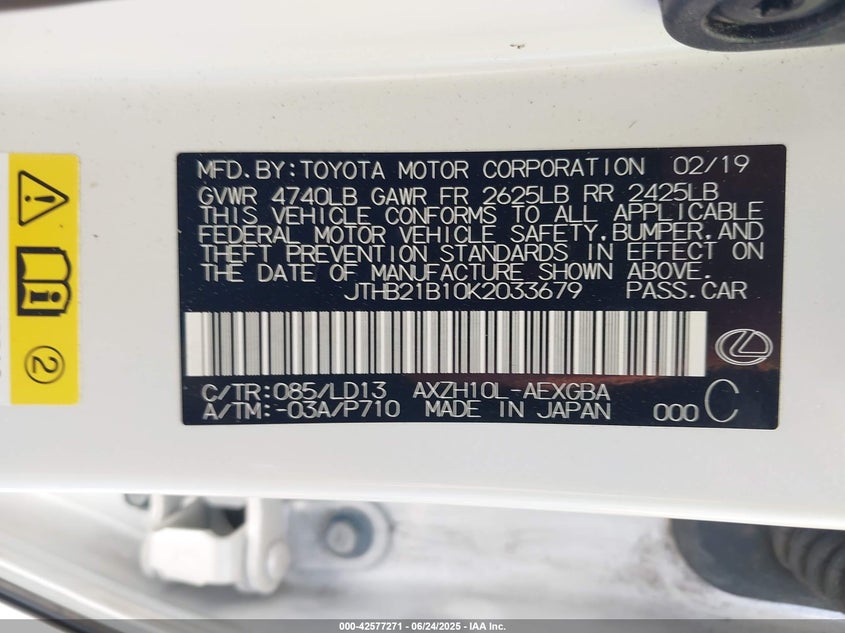 MFD.BY:TOYOTA MOTOR CORPORATION 02/19
GVWR 4740LB GAWR FR 2625LB RR 2425LB
THIS VEHICLE CONFORMS TO ALL APPLICABLE
FEDERAL MOTOR VEHICLE SAFETY,BUMPER,AND
THEFT PREVENTION STANDARDS IN EFFECT ON
THE DATE OF MANUFACTURE SHOWN ABOVE.
JTHB21B10K2033679 PASS.CAR
C/TR:085/LD13 AXZH10L-AEXGBA
A/TM:-03A/P710 MADE IN JAPAN 000 C
2
000-42577271 | 06/24/2025 - IAA Inc.